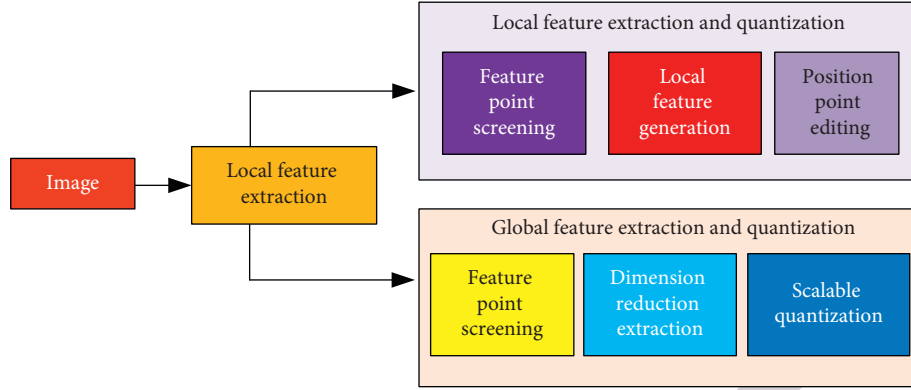 Local feature extraction and quantization
Feature
point
screening
Local
feature
generation
Position
point
editing
Image
Local feature
extraction
Global feature extraction and quantization
Feature
point
screening
Dimension
reduction
extraction
Scalable
quantization